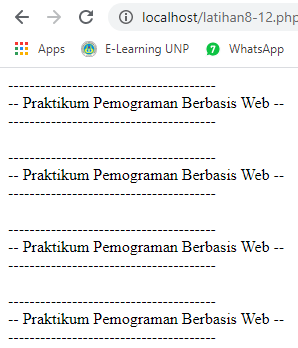 localhost/latihan8-12.php
Apps E-Learning UNP WhatsApp
---------------------------------------
-- Praktikum Pemograman Berbasis Web --
---------------------------------------
---------------------------------------
-- Praktikum Pemograman Berbasis Web --
---------------------------------------
---------------------------------------
-- Praktikum Pemograman Berbasis Web --
---------------------------------------
---------------------------------------
-- Praktikum Pemograman Berbasis Web --
---------------------------------------